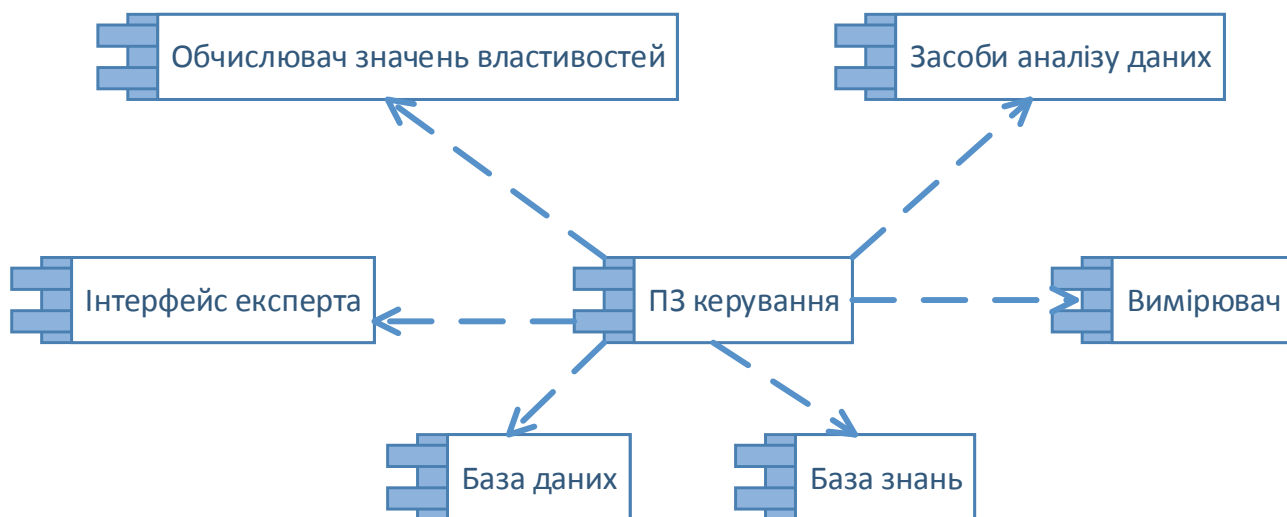 Обчислювач значень властивостей
Засоби аналізу даних
Інтерфейс експерта
ПЗ керування
Вимірювач
База даних
База знань